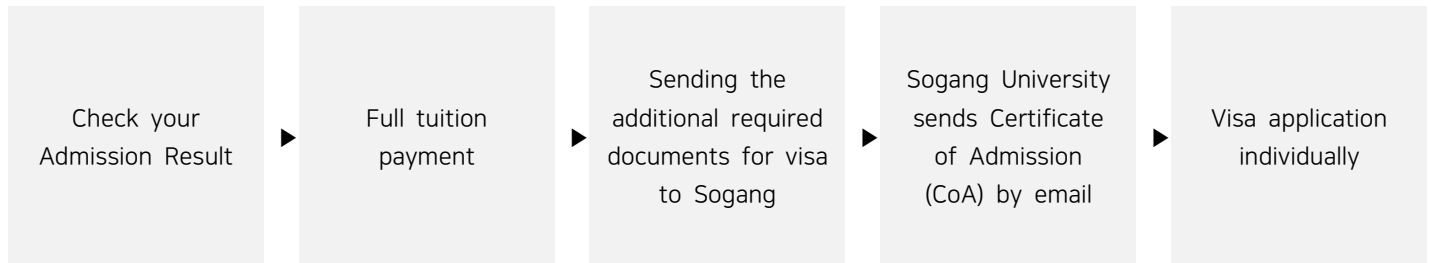 Check your
Admission Result
Full tuition
payment
Sending the
additional required
documents for visa
to Sogang
Sogang University
sends Certificate
of Admission
(CoA) by email
Visa application
individually